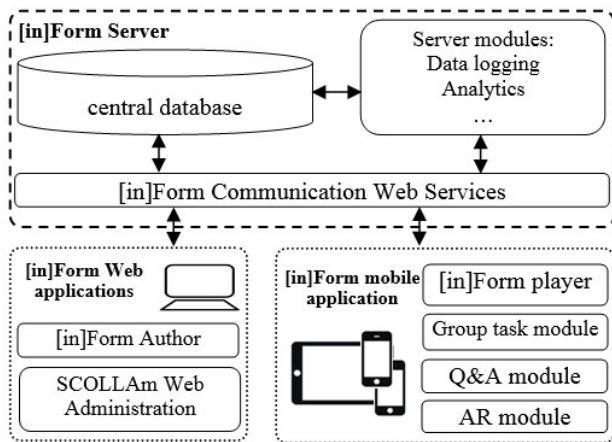 [in]Form Server
central database
Server modules:
Data logging
Analytics
...
[in]Form Communication Web Services
[in]Form Web
applications
[in]Form Author
SCOLLAm Web
Administration
[in]Form mobile
application
[in]Form player
Group task module
Q&A module
AR module